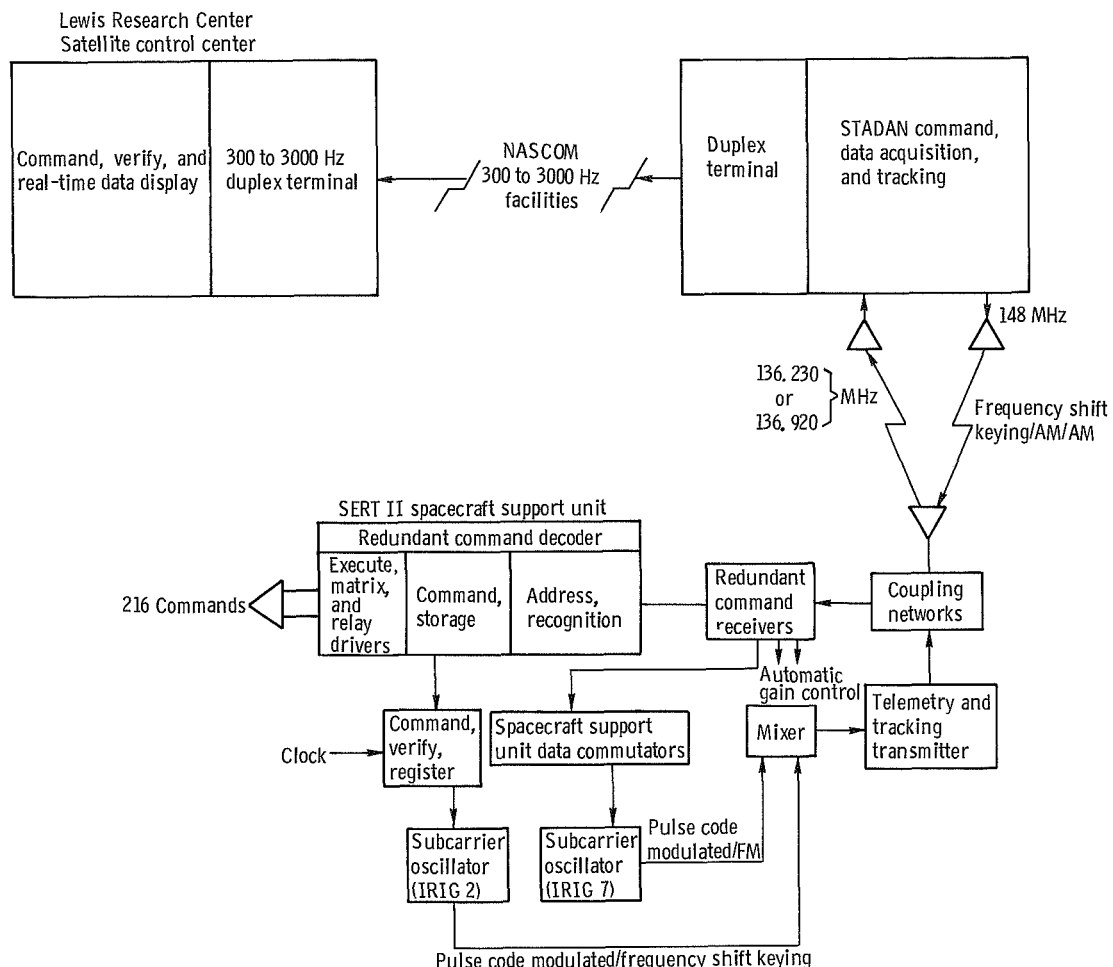 Lewis Research Center
Satellite control center
Command, verify, and
real-time data display
300 to 3000 Hz
duplex terminal
NASCOM
300 to 3000 Hz
facilities
Duplex
terminal
STADAN command,
data acquisition,
and tracking
148 MHz
136.230
or
136.920
MHz
Frequency shift
keying/AM/AM
SERT II spacecraft support unit
Redundant command decoder
Execute,
matrix,
and
relay
drivers
Command,
storage
Address,
recognition
216 Commands
Redundant
command
receivers
Coupling
networks
Automatic
gain control
Telemetry and
tracking
transmitter
Mixer
Clock
Command,
verify,
register
Spacecraft support
unit data commutators
Subcarrier
oscillator
(IRIG 2)
Subcarrier
oscillator
(IRIG 7)
Pulse code
modulated/FM
Pulse code modulated/frequency shift keying